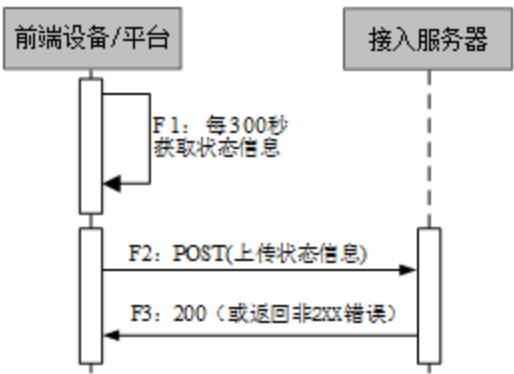 前端设备/平台
接入服务器
F1：每300秒
获取状态信息
F2：POST(上传状态信息)
F3：200（或返回非2XX错误）